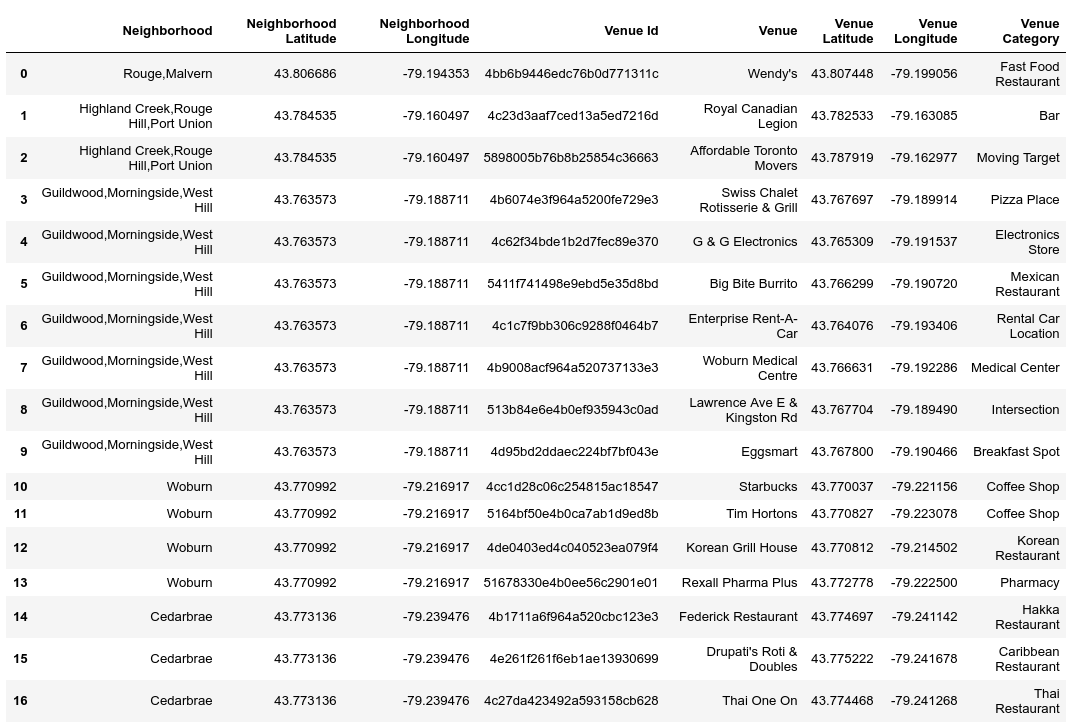 Neighborhood Neighborhood Latitude Neighborhood Longitude Venue Id Venue Venue Latitude Venue Longitude Venue Category
0 Rouge,Malvern 43.806686 -79.194353 4bb6b9446edc76b0d771311c Wendy's 43.807448 -79.199056 Fast Food Restaurant
1 Highland Creek,Rouge Hill,Port Union 43.784535 -79.160497 4c23d3aaf7ced13a5ed7216d Royal Canadian Legion 43.782533 -79.163085 Bar
2 Highland Creek,Rouge Hill,Port Union 43.784535 -79.160497 5898005b76b8b25854c36663 Affordable Toronto Movers 43.787919 -79.162977 Moving Target
3 Guildwood,Morningside,West Hill 43.763573 -79.188711 4b6074e3f964a5200fe729e3 Swiss Chalet Rotisserie & Grill 43.767697 -79.189914 Pizza Place
4 Guildwood,Morningside,West Hill 43.763573 -79.188711 4c62f34bde1b2d7fec89e370 G & G Electronics 43.765309 -79.191537 Electronics Store
5 Guildwood,Morningside,West Hill 43.763573 -79.188711 5411f741498e9ebd5e35d8bd Big Bite Burrito 43.766299 -79.190720 Mexican Restaurant
6 Guildwood,Morningside,West Hill 43.763573 -79.188711 4c1c7f9bb306c9288f0464b7 Enterprise Rent-A-Car 43.764076 -79.193406 Rental Car Location
7 Guildwood,Morningside,West Hill 43.763573 -79.188711 4b9008acf964a520737133e3 Woburn Medical Centre 43.766631 -79.192286 Medical Center
8 Guildwood,Morningside,West Hill 43.763573 -79.188711 513b84e6e4b0ef935943c0ad Lawrence Ave E & Kingston Rd 43.767704 -79.189490 Intersection
9 Guildwood,Morningside,West Hill 43.763573 -79.188711 4d95bd2ddaec224bf7bf043e Eggsmart 43.767800 -79.190466 Breakfast Spot
10 Woburn 43.770992 -79.216917 4cc1d28c06c254815ac18547 Starbucks 43.770037 -79.221156 Coffee Shop
11 Woburn 43.770992 -79.216917 5164bf50e4b0ca7ab1d9ed8b Tim Hortons 43.770827 -79.223078 Coffee Shop
12 Woburn 43.770992 -79.216917 4de0403ed4c040523ea079f4 Korean Grill House 43.770812 -79.214502 Korean Restaurant
13 Woburn 43.770992 -79.216917 51678330e4b0ee56c2901e01 Rexall Pharma Plus 43.772778 -79.222500 Pharmacy
14 Cedarbrae 43.773136 -79.239476 4b1711a6f964a520cbc123e3 Federick Restaurant 43.774697 -79.241142 Hakka Restaurant
15 Cedarbrae 43.773136 -79.239476 4e261f261f6eb1ae13930699 Drupati's Roti & Doubles 43.775222 -79.241678 Caribbean Restaurant
16 Cedarbrae 43.773136 -79.239476 4c27da423492a593158cb628 Thai One On 43.774468 -79.241268 Thai Restaurant